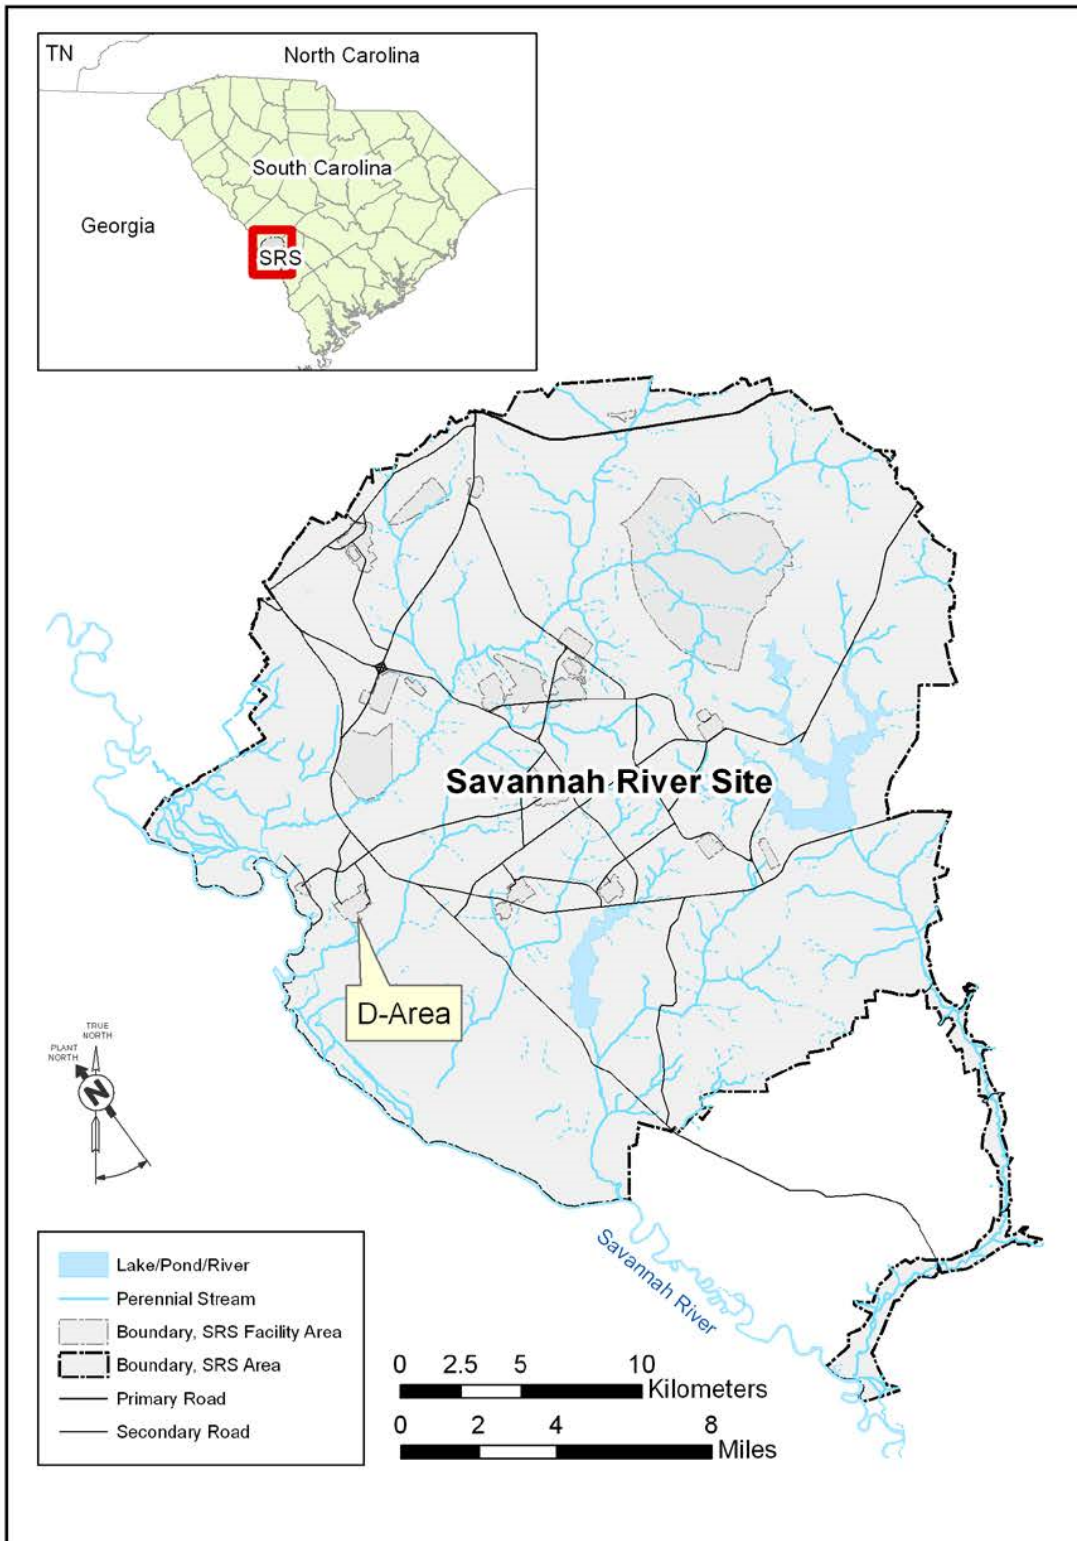 TN
North Carolina
South Carolina
Georgia
SRS
Savannah River Site
D-Area
TRUE
NORTH
PLANT
NORTH
N
Savannah River
Lake/Pond/River
Perennial Stream
Boundary, SRS Facility Area
Boundary, SRS Area
Primary Road
Secondary Road
0 2.5 5 10
Kilometers
0 2 4 8
Miles